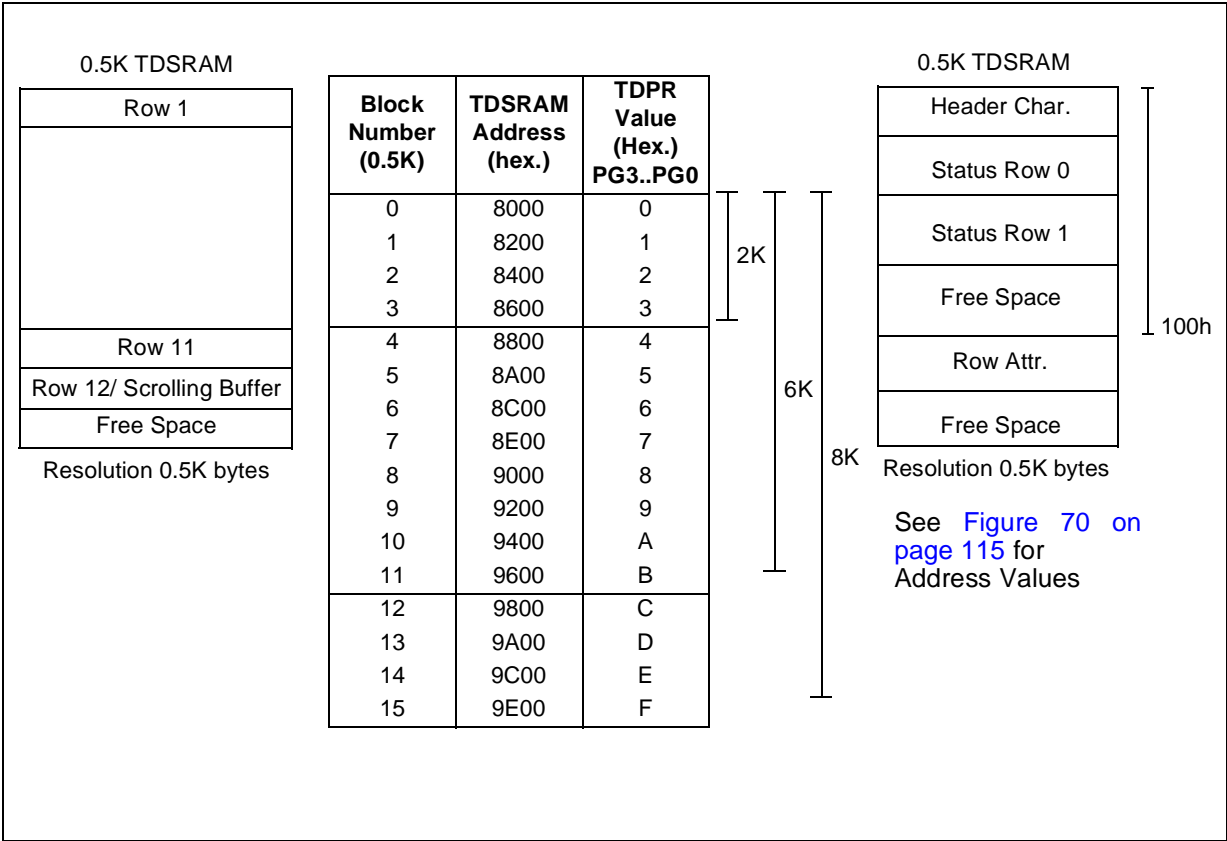 0.5K TDSRAM
Row 1
Row 11
Row 12/ Scrolling Buffer
Free Space
Resolution 0.5K bytes
Block Number (0.5K) TDSRAM Address (hex.) TDPR Value (Hex.) PG3..PG0
0 8000 0
1 8200 1
2 8400 2
3 8600 3
4 8800 4
5 8A00 5
6 8C00 6
7 8E00 7
8 9000 8
9 9200 9
10 9400 A
11 9600 B
12 9800 C
13 9A00 D
14 9C00 E
15 9E00 F
2K
6K
8K
0.5K TDSRAM
Header Char.
Status Row 0
Status Row 1
Free Space
100h
Row Attr.
Free Space
Resolution 0.5K bytes
See Figure 70 on
page 115 for
Address Values